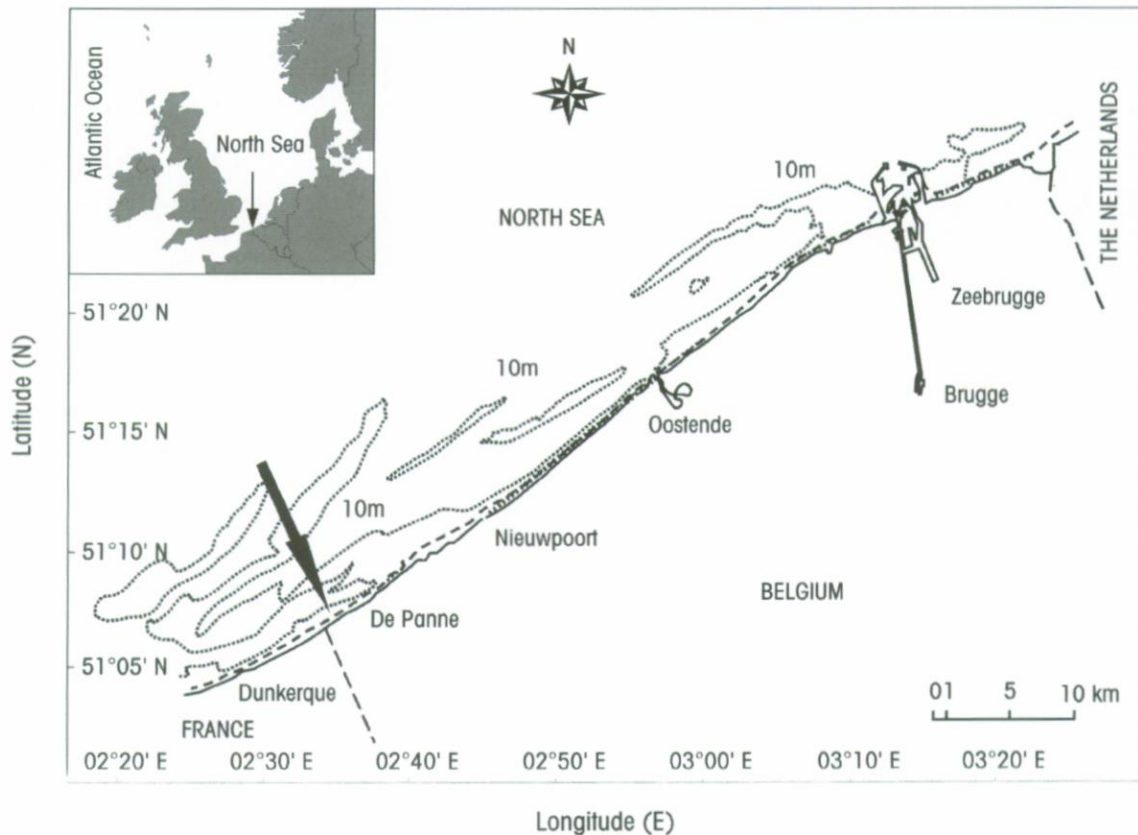 Atlantic Ocean
North Sea
N
NORTH SEA
10m
THE NETHERLANDS
Zeebrugge
51°20' N
Brugge
10m
Oostende
51°15' N
Latitude (N)
10m
Nieuwpoort
51°10' N
BELGIUM
De Panne
51°05' N
Dunkerque
01 5 10 km
FRANCE
02°20' E 02°30' E 02°40' E 02°50' E 03°00' E 03°10' E 03°20' E
Longitude (E)